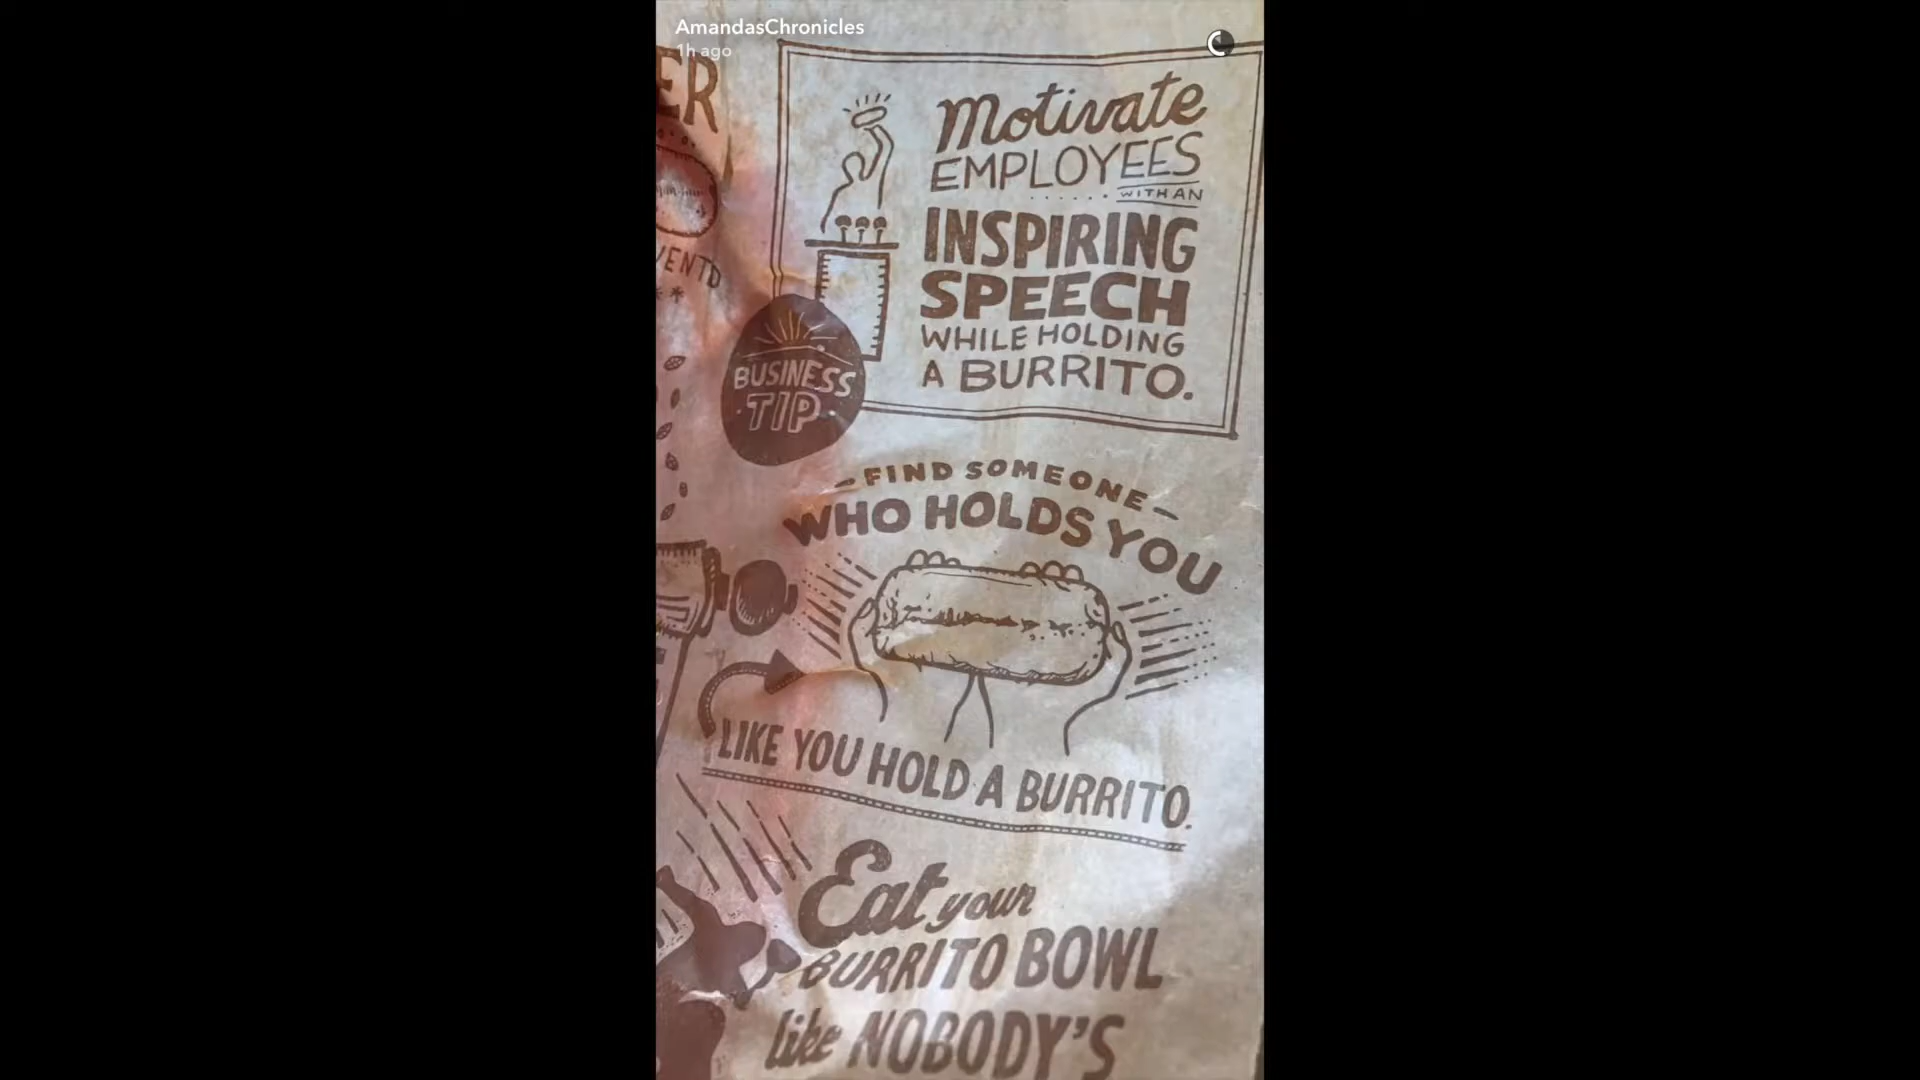 AmandasChronicles
1h ago
ER
Motivate
EMPLOYEES
WITH AN
INSPIRING
SPEECH
WHILE HOLDING
A BURRITO.
BUSINESS
TIP
FIND SOMEONE
WHO HOLDS YOU
LIKE YOU HOLD A BURRITO.
Eat your
BURRITO BOWL
like NOBODY'S